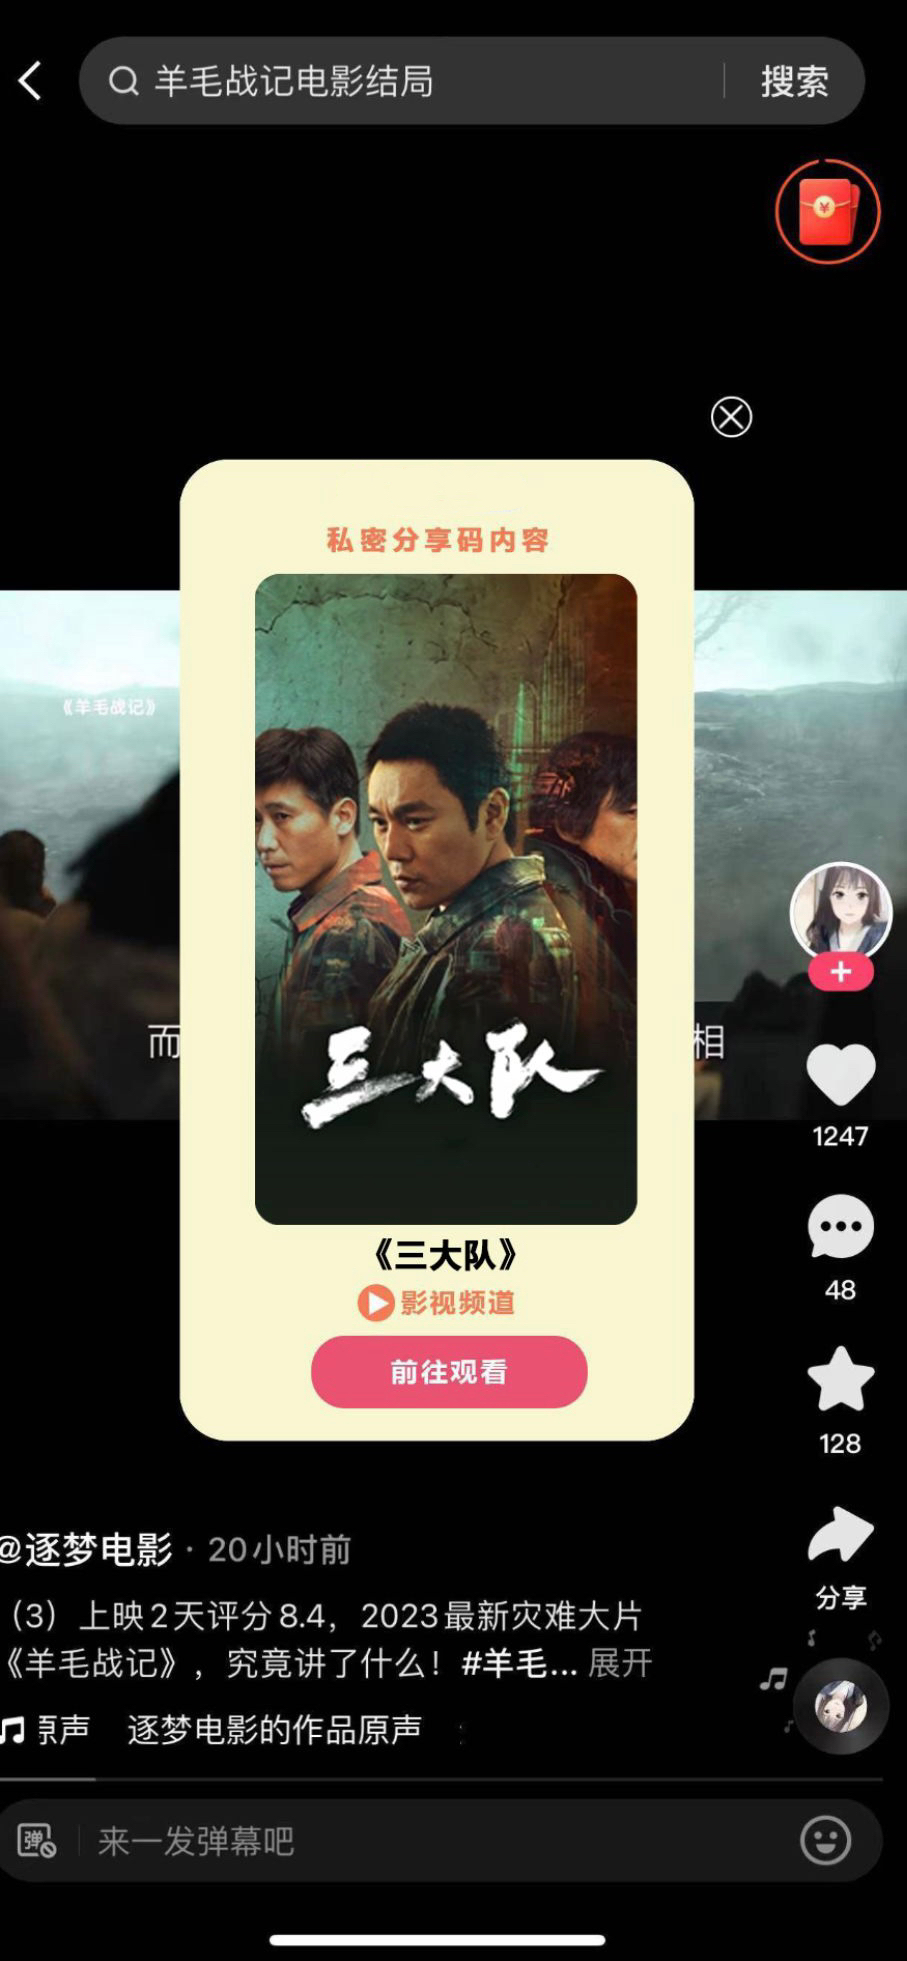 羊毛战记电影结局
搜索
私密分享码内容
《羊毛战记》
而
相
三大队
《三大队》
影视频道
前往观看
1247
48
128
分享
@逐梦电影 · 20小时前
（3）上映2天评分8.4，2023最新灾难大片
《羊毛战记》，究竟讲了什么！#羊毛... 展开
原声 逐梦电影的作品原声
弹
来一发弹幕吧